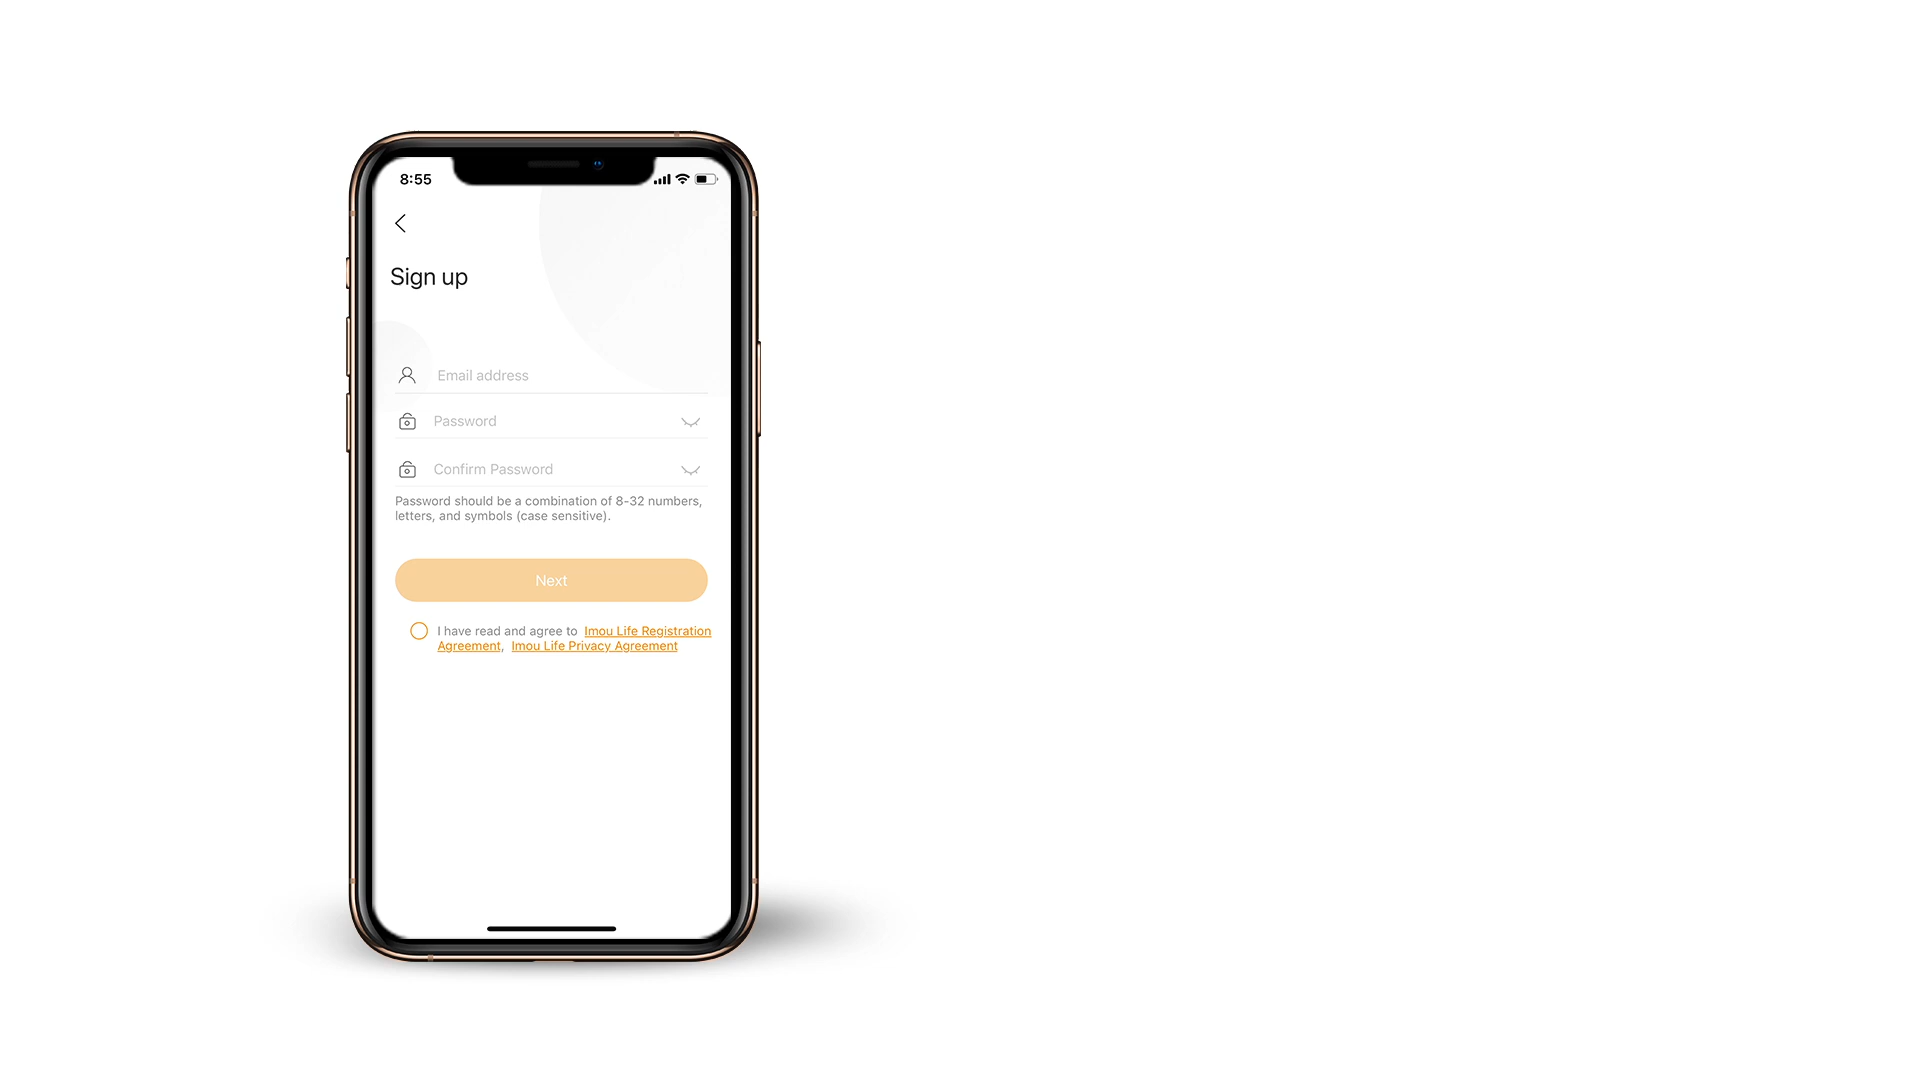 8:55
Sign up
Email address
Password
Confirm Password
Password should be a combination of 8-32 numbers,
letters, and symbols (case sensitive).
Next
I have read and agree to Imou Life Registration
Agreement, Imou Life Privacy Agreement